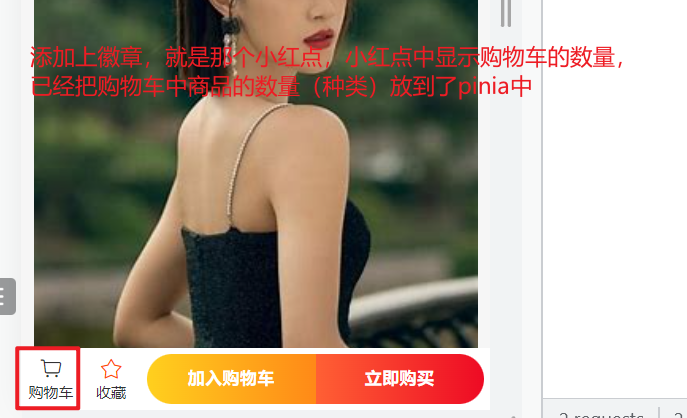 添加上徽章，就是那个小红点，小红点中显示购物车的数量，
已经把购物车中商品的数量（种类）放到了pinia中
购物车
收藏
加入购物车
立即购买